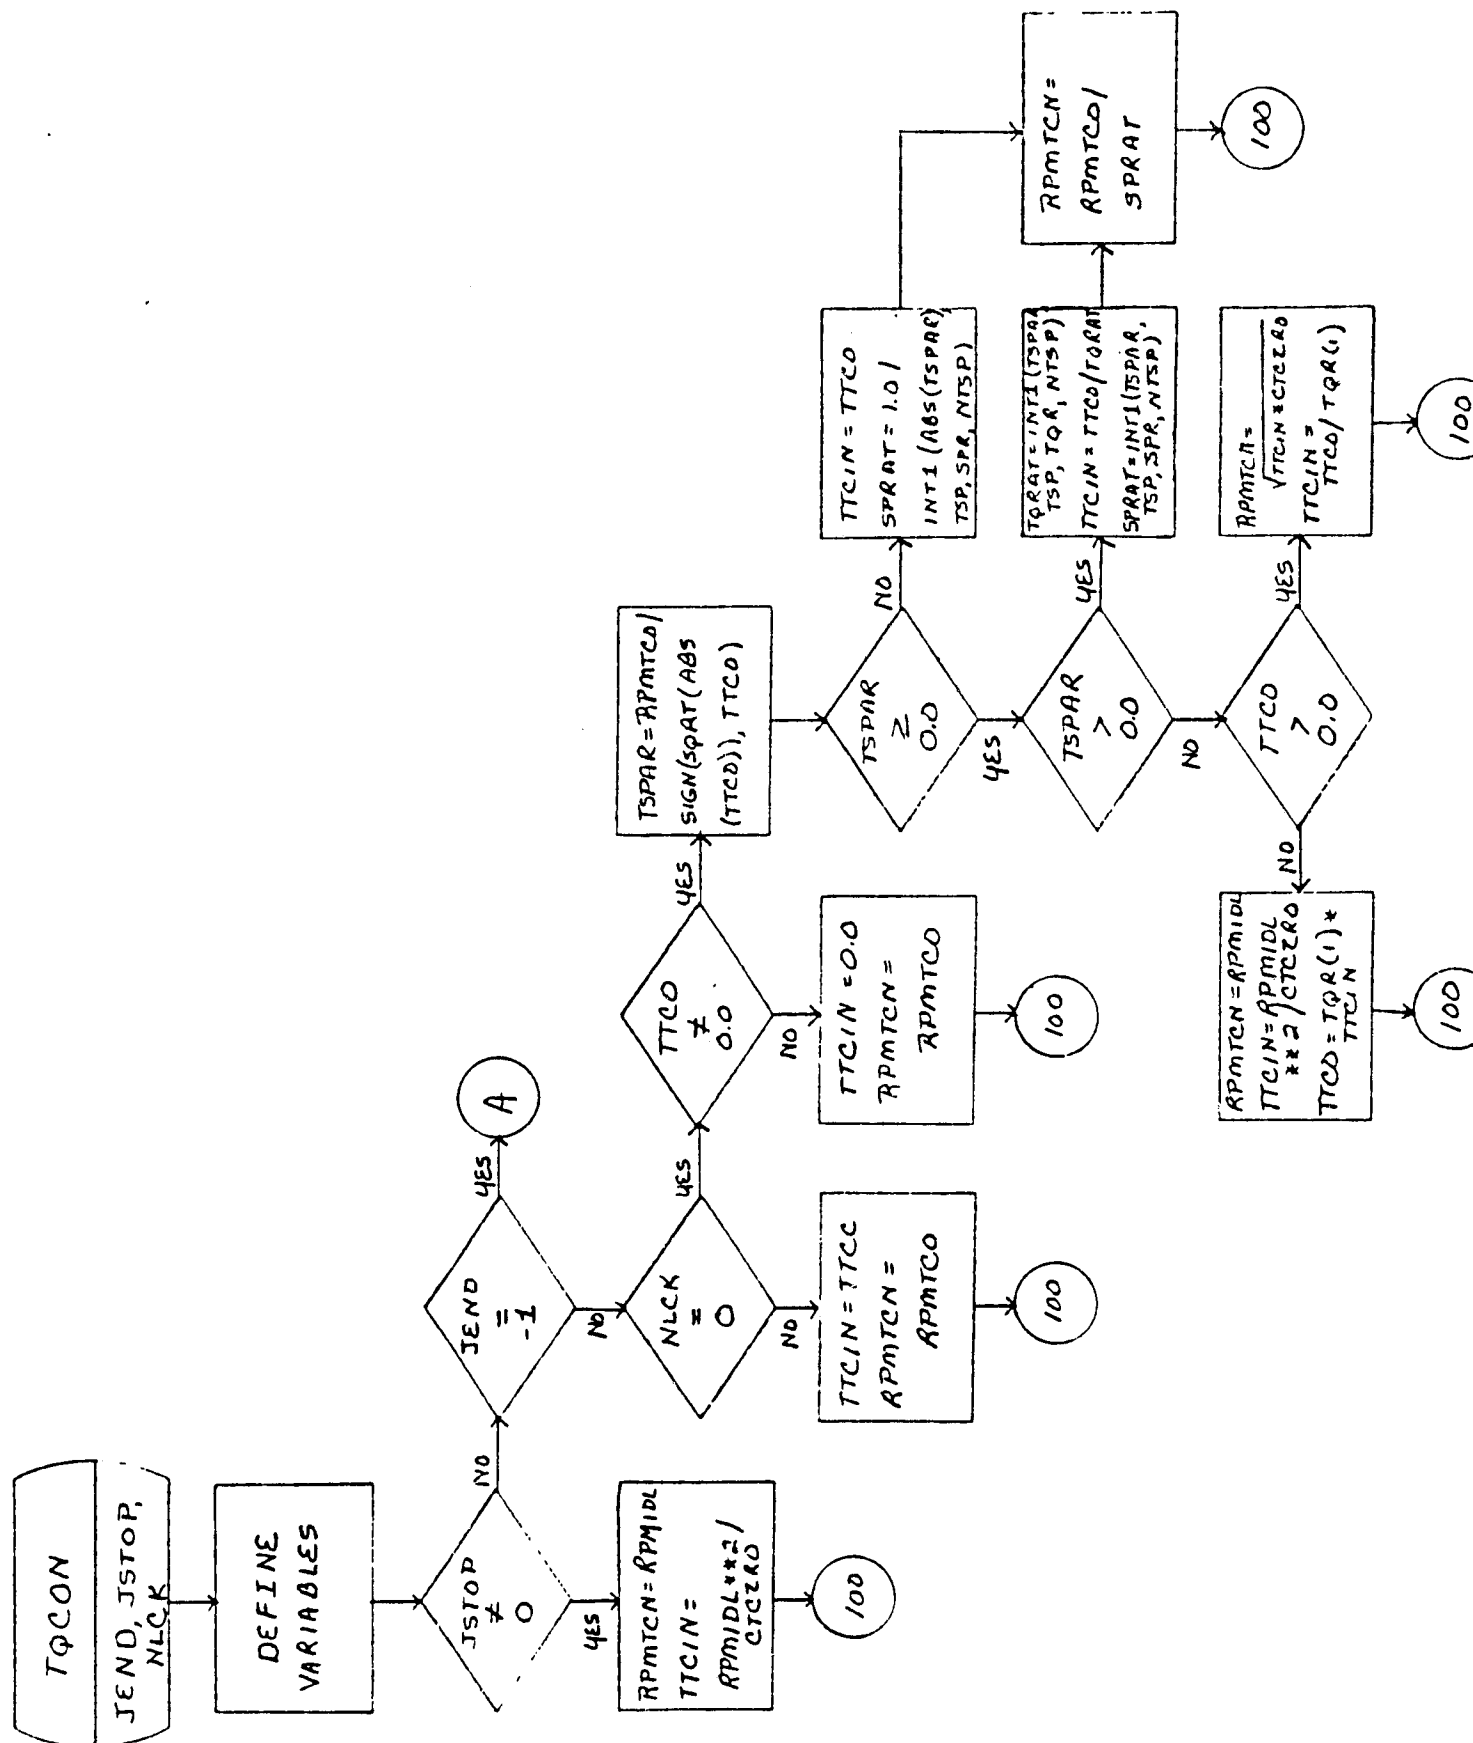 TQCON
JEND, JSTOP,
NLCK
DEFINE
VARIABLES
JSTOP
≠
0
NO
YES
RPMTCN=RPMIDL
TTCIN=
RPMIDL**2/
CTCZRO
100
JEND
=
-1
YES
A
NO
NLCK
=
0
YES
NO
TTCIN=TTCC
RPMTCN=
RPMTCO
100
TTCO
≠
0.0
YES
NO
TTCIN=0.0
RPMTCN=
RPMTCO
100
TSPAR=RPMTCO/
SIGN(SQRT(ABS
(TTCO)),TTCO)
TSPAR
≥
0.0
NO
YES
TTCIN=TTCO
SPRAT=1.0/
INT1(ABS(TSPAR)
TSP,SPR,NTSP)
TSPAR
>
0.0
YES
NO
TQRAT=INT1(TSPAR
TSP,TQR,NTSP)
TTCIN=TTCO/TQRAT
SPRAT=INT1(TSPAR,
TSP,SPR,NTSP)
RPMTCN=
RPMTCO/
SPRAT
100
TTCO
>
0.0
YES
NO
RPMTCN=
√TTCIN*CTCZRO
TTCIN=
TTCO/TQR(1)
100
RPMTCN=RPMIDL
TTCIN=RPMIDL
**2/CTCZRO
TTCO=TQR(1)*
TTCIN
100